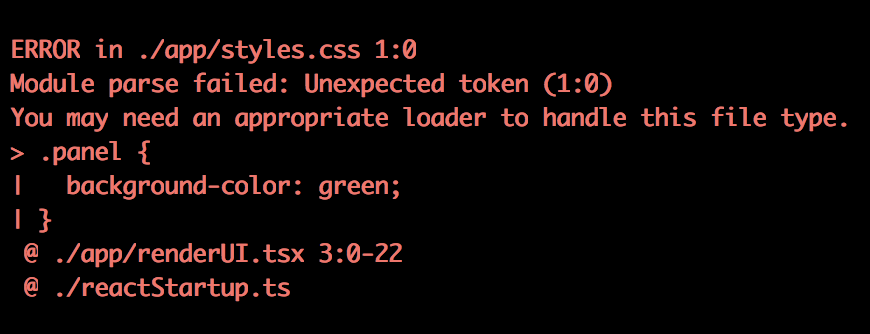 ERROR in ./app/styles.css 1:0
Module parse failed: Unexpected token (1:0)
You may need an appropriate loader to handle this file type.
> .panel {
|   background-color: green;
| }
 @ ./app/renderUI.tsx 3:0-22
 @ ./reactStartup.ts